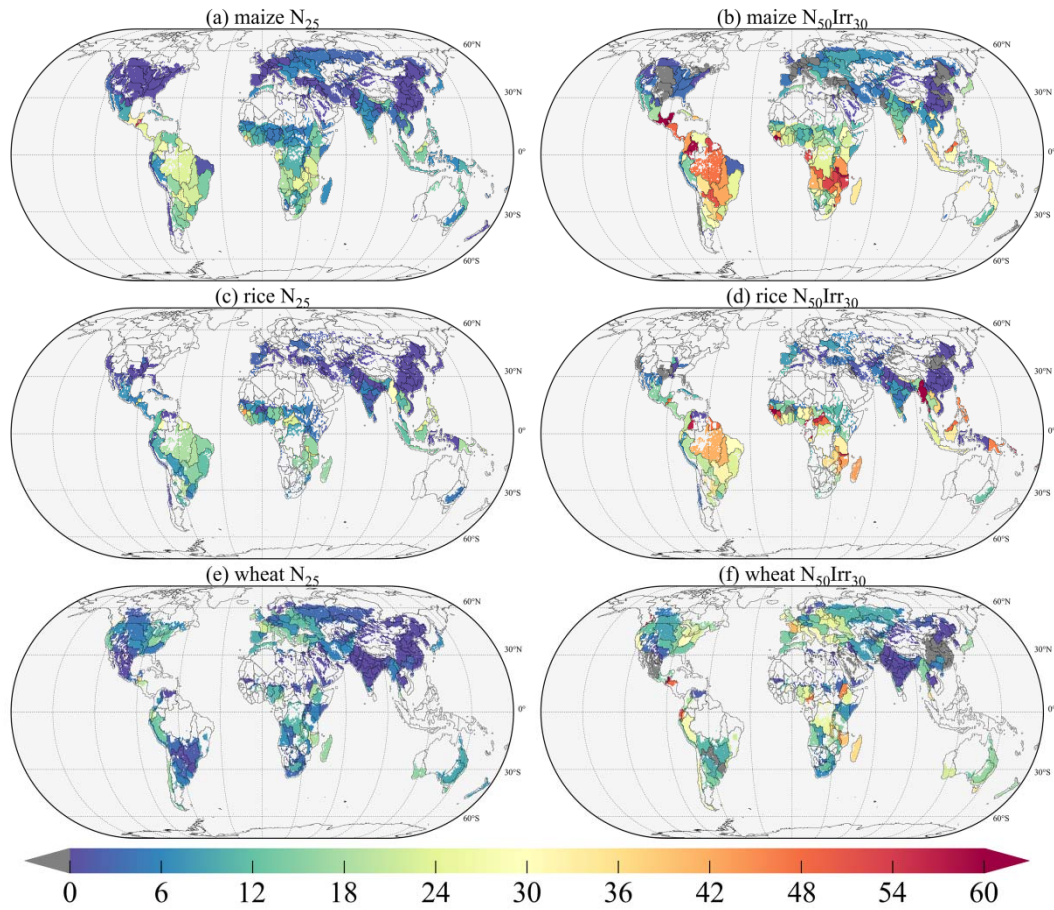 (a) maize N₂₅ (b) maize N₅₀Irr₃₀
60°N 60°N
30°N 30°N
0° 0°
30°S 30°S
60°S 60°S
(c) rice N₂₅ (d) rice N₅₀Irr₃₀
60°N 60°N
30°N 30°N
0° 0°
30°S 30°S
60°S 60°S
(e) wheat N₂₅ (f) wheat N₅₀Irr₃₀
60°N 60°N
30°N 30°N
0° 0°
30°S 30°S
60°S 60°S
0 6 12 18 24 30 36 42 48 54 60